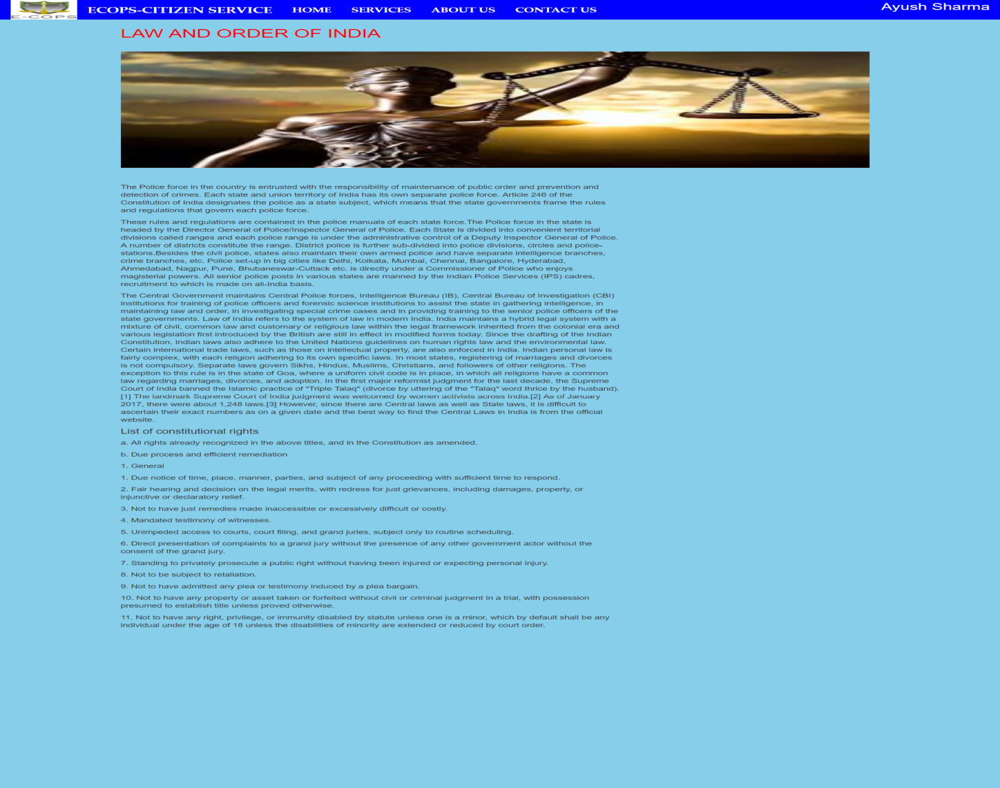 E-COPS
ECOPS-CITIZEN SERVICE HOME SERVICES ABOUT US CONTACT US Ayush Sharma
LAW AND ORDER OF INDIA
The Police force in the country is entrusted with the responsibility of maintenance of public order and prevention and
detection of crimes. Each state and union territory of India has its own separate police force. Article 246 of the
Constitution of India designates the police as a state subject, which means that the state governments frame the rules
and regulations that govern each police force.
These rules and regulations are contained in the police manuals of each state force.The Police force in the state is
headed by the Director General of Police/Inspector General of Police. Each State is divided into convenient territorial
divisions called ranges and each police range is under the administrative control of a Deputy Inspector General of Police.
A number of districts constitute the range. District police is further sub-divided into police divisions, circles and police-
stations.Besides the civil police, states also maintain their own armed police and have separate intelligence branches,
crime branches, etc. Police set-up in big cities like Delhi, Kolkata, Mumbai, Chennai, Bangalore, Hyderabad,
Ahmedabad, Nagpur, Pune, Bhubaneswar-Cuttack etc. is directly under a Commissioner of Police who enjoys
magisterial powers. All senior police posts in various states are manned by the Indian Police Services (IPS) cadres,
recruitment to which is made on all-India basis.
The Central Government maintains Central Police forces, Intelligence Bureau (IB), Central Bureau of Investigation (CBI)
institutions for training of police officers and forensic science institutions to assist the state in gathering intelligence, in
maintaining law and order, in investigating special crime cases and in providing training to the senior police officers of the
state governments. Law of India refers to the system of law in modern India. India maintains a hybrid legal system with a
mixture of civil, common law and customary or religious law within the legal framework inherited from the colonial era and
various legislation first introduced by the British are still in effect in modified forms today. Since the drafting of the Indian
Constitution, Indian laws also adhere to the United Nations guidelines on human rights law and the environmental law.
Certain international trade laws, such as those on intellectual property, are also enforced in India. Indian personal law is
fairly complex, with each religion adhering to its own specific laws. In most states, registering of marriages and divorces
is not compulsory. Separate laws govern Sikhs, Hindus, Muslims, Christians, and followers of other religions. The
exception to this rule is in the state of Goa, where a uniform civil code is in place, in which all religions have a common
law regarding marriages, divorces, and adoption. In the first major reformist judgment for the last decade, the Supreme
Court of India banned the Islamic practice of "Triple Talaq" (divorce by uttering of the "Talaq" word thrice by the husband).
[1] The landmark Supreme Court of India judgment was welcomed by women activists across India.[2] As of January
2017, there were about 1,248 laws.[3] However, since there are Central laws as well as State laws, it is difficult to
ascertain their exact numbers as on a given date and the best way to find the Central Laws in India is from the official
website.
List of constitutional rights
a. All rights already recognized in the above titles, and in the Constitution as amended.
b. Due process and efficient remediation
1. General
1. Due notice of time, place, manner, parties, and subject of any proceeding with sufficient time to respond.
2. Fair hearing and decision on the legal merits, with redress for just grievances, including damages, property, or
injunctive or declaratory relief.
3. Not to have just remedies made inaccessible or excessively difficult or costly.
4. Mandated testimony of witnesses.
5. Unimpeded access to courts, court filing, and grand juries, subject only to routine scheduling.
6. Direct presentation of complaints to a grand jury without the presence of any other government actor without the
consent of the grand jury.
7. Standing to privately prosecute a public right without having been injured or expecting personal injury.
8. Not to be subject to retaliation.
9. Not to have admitted any plea or testimony induced by a plea bargain.
10. Not to have any property or asset taken or forfeited without civil or criminal judgment in a trial, with possession
presumed to establish title unless proved otherwise.
11. Not to have any right, privilege, or immunity disabled by statute unless one is a minor, which by default shall be any
individual under the age of 18 unless the disabilities of minority are extended or reduced by court order.